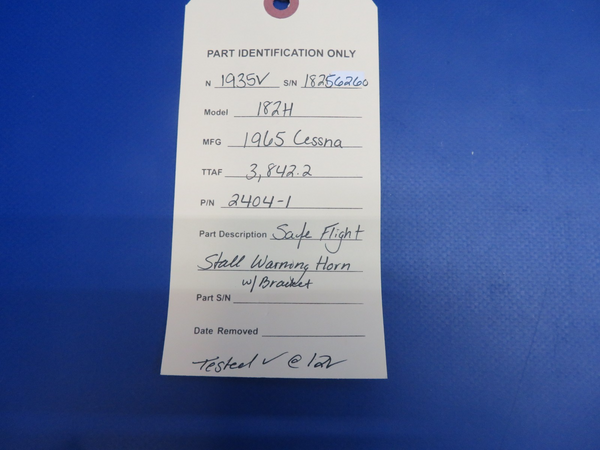 PART IDENTIFICATION ONLY
N 1935V S/N 18256260
Model 182H
MFG 1965 Cessna
TTAF 3,842.2
P/N 2404-1
Part Description Safe Flight
Stall Warning Horn
w/ Bracket
Part S/N
Date Removed
Tested ✓ @ 12V